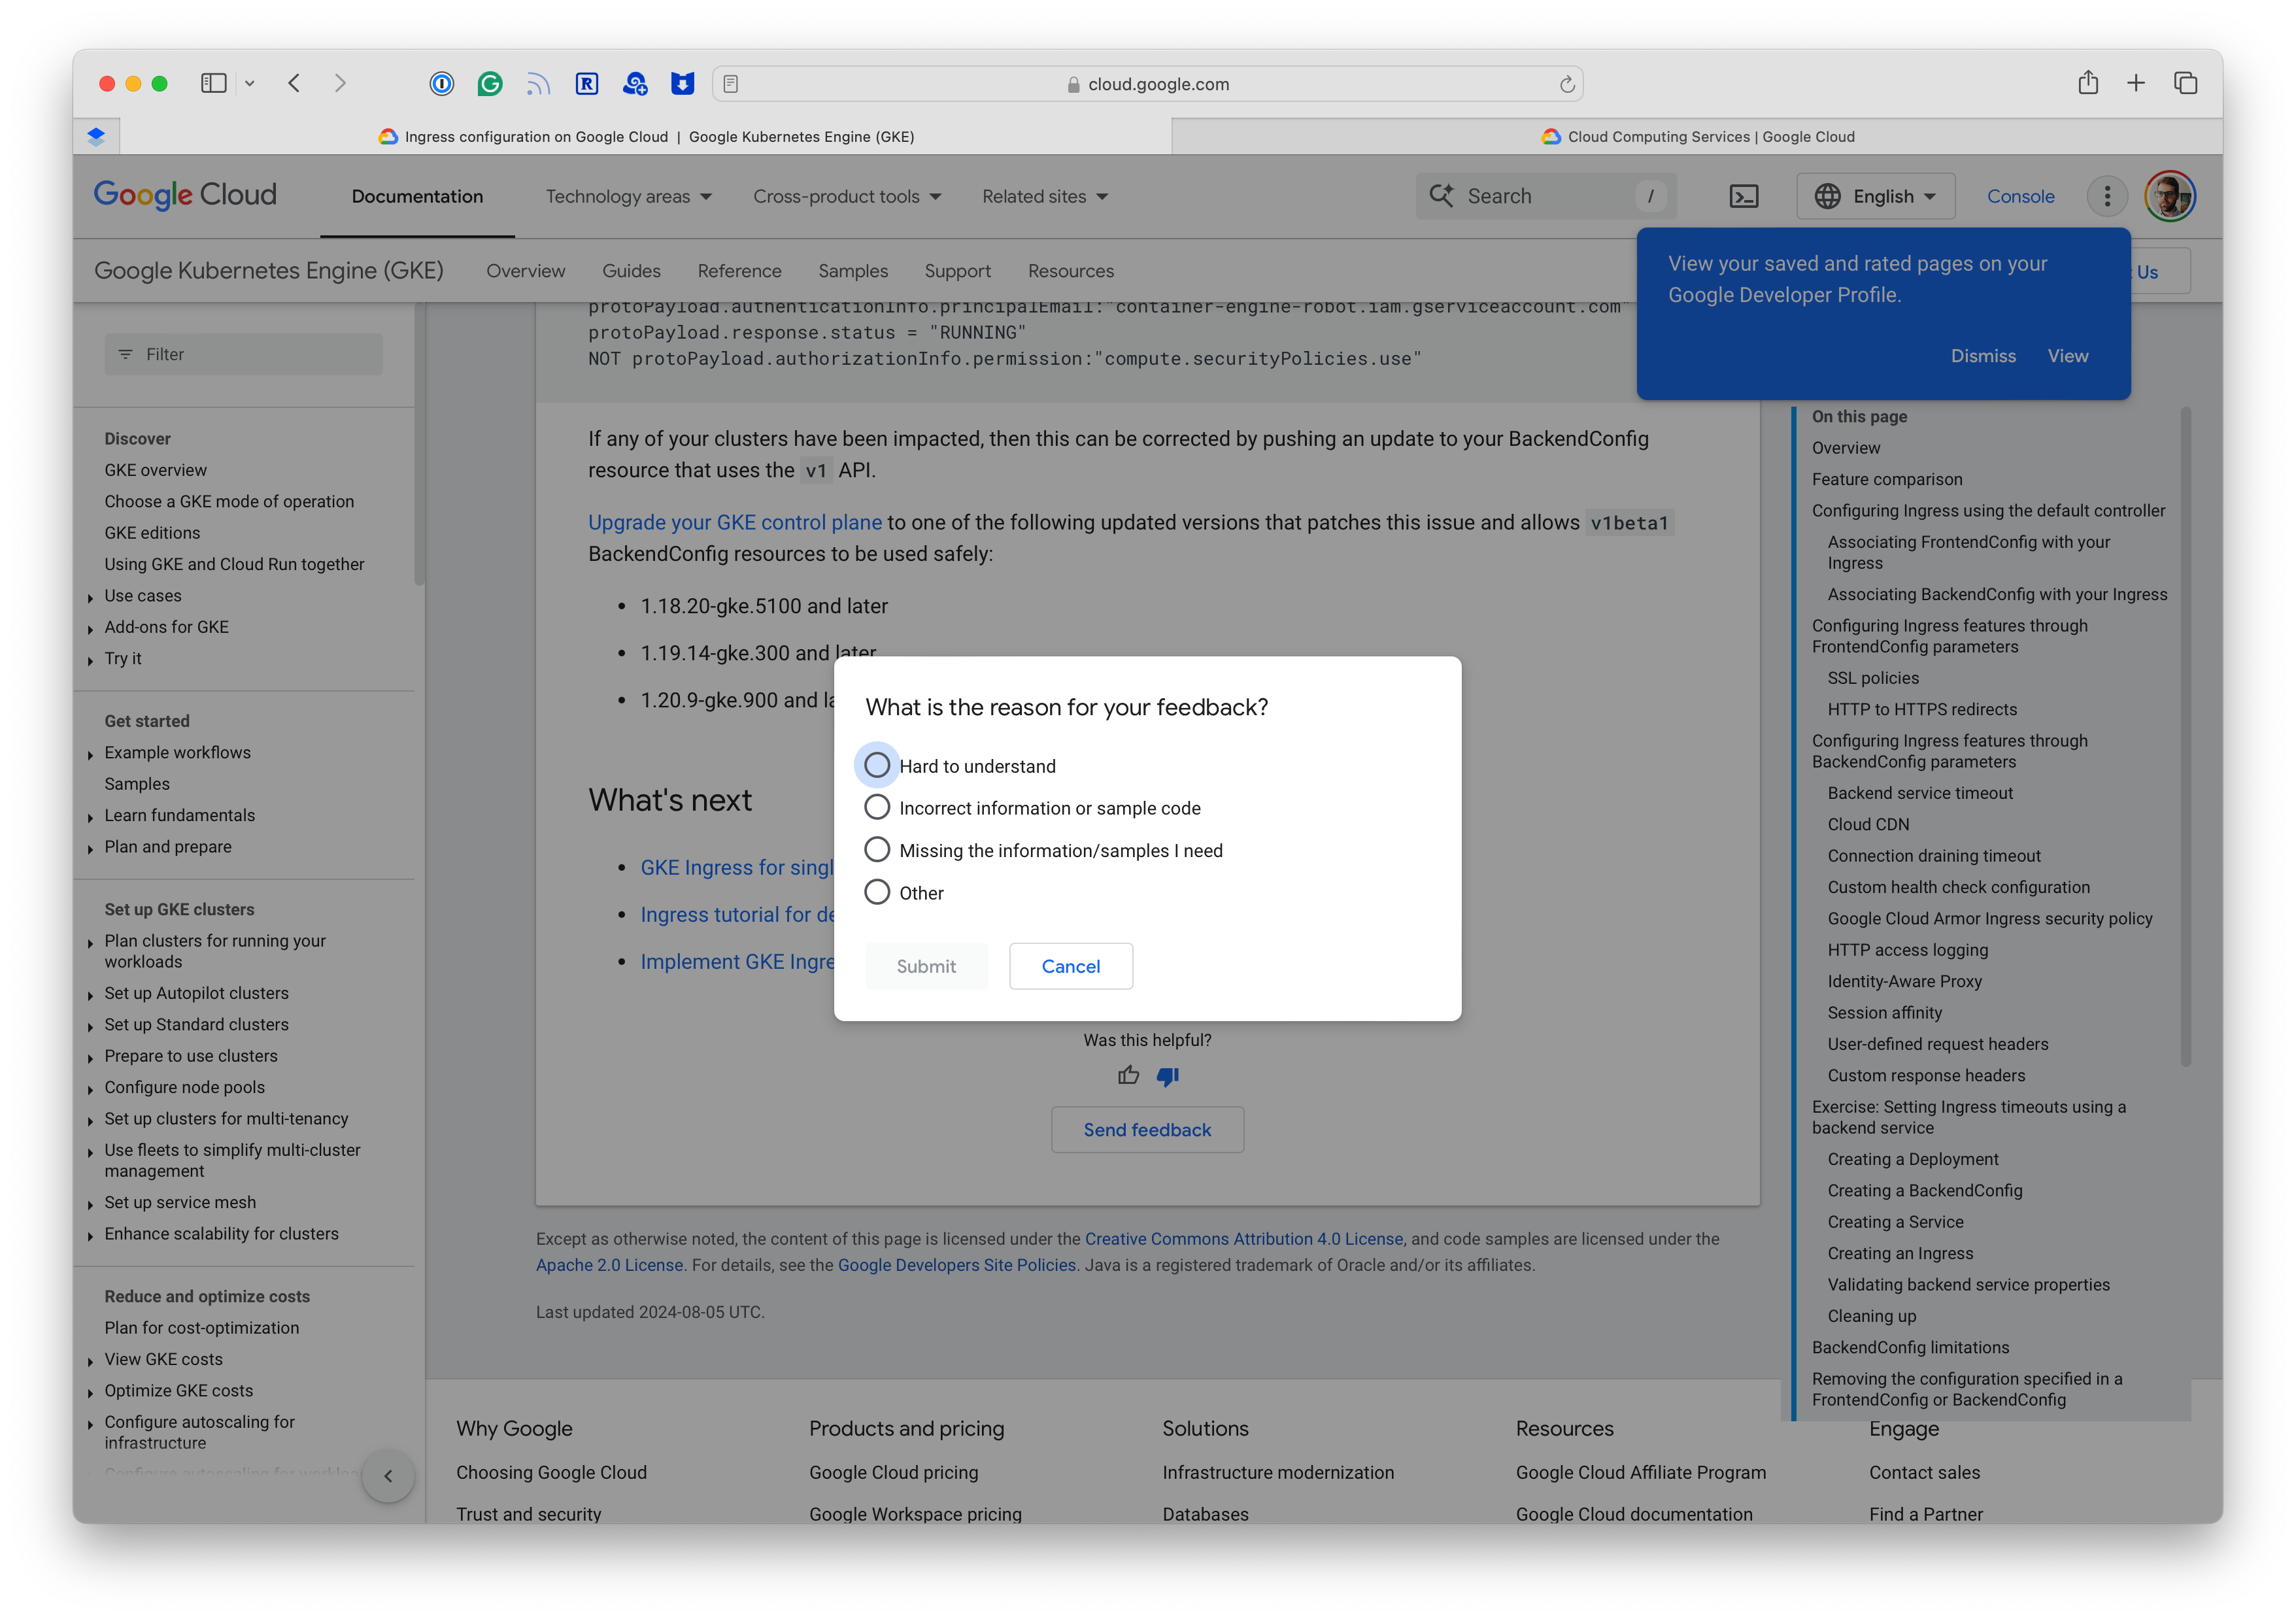 cloud.google.com
Ingress configuration on Google Cloud | Google Kubernetes Engine (GKE)
Cloud Computing Services | Google Cloud
Google Cloud
Documentation
Technology areas
Cross-product tools
Related sites
Search
/
English
Console
Google Kubernetes Engine (GKE)
Overview
Guides
Reference
Samples
Support
Resources
Us
View your saved and rated pages on your
Google Developer Profile.
Dismiss
View
Filter
Discover
GKE overview
Choose a GKE mode of operation
GKE editions
Using GKE and Cloud Run together
Use cases
Add-ons for GKE
Try it
Get started
Example workflows
Samples
Learn fundamentals
Plan and prepare
Set up GKE clusters
Plan clusters for running your
workloads
Set up Autopilot clusters
Set up Standard clusters
Prepare to use clusters
Configure node pools
Set up clusters for multi-tenancy
Use fleets to simplify multi-cluster
management
Set up service mesh
Enhance scalability for clusters
Reduce and optimize costs
Plan for cost-optimization
View GKE costs
Optimize GKE costs
Configure autoscaling for
infrastructure
protoPayload.authenticationInfo.principalEmail:"container-engine-robot.iam.gserviceaccount.com"
protoPayload.response.status = "RUNNING"
NOT protoPayload.authorizationInfo.permission:"compute.securityPolicies.use"
If any of your clusters have been impacted, then this can be corrected by pushing an update to your BackendConfig
resource that uses the v1 API.
Upgrade your GKE control plane to one of the following updated versions that patches this issue and allows v1beta1
BackendConfig resources to be used safely:
• 1.18.20-gke.5100 and later
• 1.19.14-gke.300 and later
• 1.20.9-gke.900 and la
What's next
• GKE Ingress for singl
• Ingress tutorial for de
• Implement GKE Ingre
What is the reason for your feedback?
Hard to understand
Incorrect information or sample code
Missing the information/samples I need
Other
Submit
Cancel
Was this helpful?
Send feedback
Except as otherwise noted, the content of this page is licensed under the Creative Commons Attribution 4.0 License, and code samples are licensed under the
Apache 2.0 License. For details, see the Google Developers Site Policies. Java is a registered trademark of Oracle and/or its affiliates.
Last updated 2024-08-05 UTC.
On this page
Overview
Feature comparison
Configuring Ingress using the default controller
Associating FrontendConfig with your
Ingress
Associating BackendConfig with your Ingress
Configuring Ingress features through
FrontendConfig parameters
SSL policies
HTTP to HTTPS redirects
Configuring Ingress features through
BackendConfig parameters
Backend service timeout
Cloud CDN
Connection draining timeout
Custom health check configuration
Google Cloud Armor Ingress security policy
HTTP access logging
Identity-Aware Proxy
Session affinity
User-defined request headers
Custom response headers
Exercise: Setting Ingress timeouts using a
backend service
Creating a Deployment
Creating a BackendConfig
Creating a Service
Creating an Ingress
Validating backend service properties
Cleaning up
BackendConfig limitations
Removing the configuration specified in a
FrontendConfig or BackendConfig
Why Google
Choosing Google Cloud
Trust and security
Products and pricing
Google Cloud pricing
Google Workspace pricing
Solutions
Infrastructure modernization
Databases
Resources
Google Cloud Affiliate Program
Google Cloud documentation
Engage
Contact sales
Find a Partner